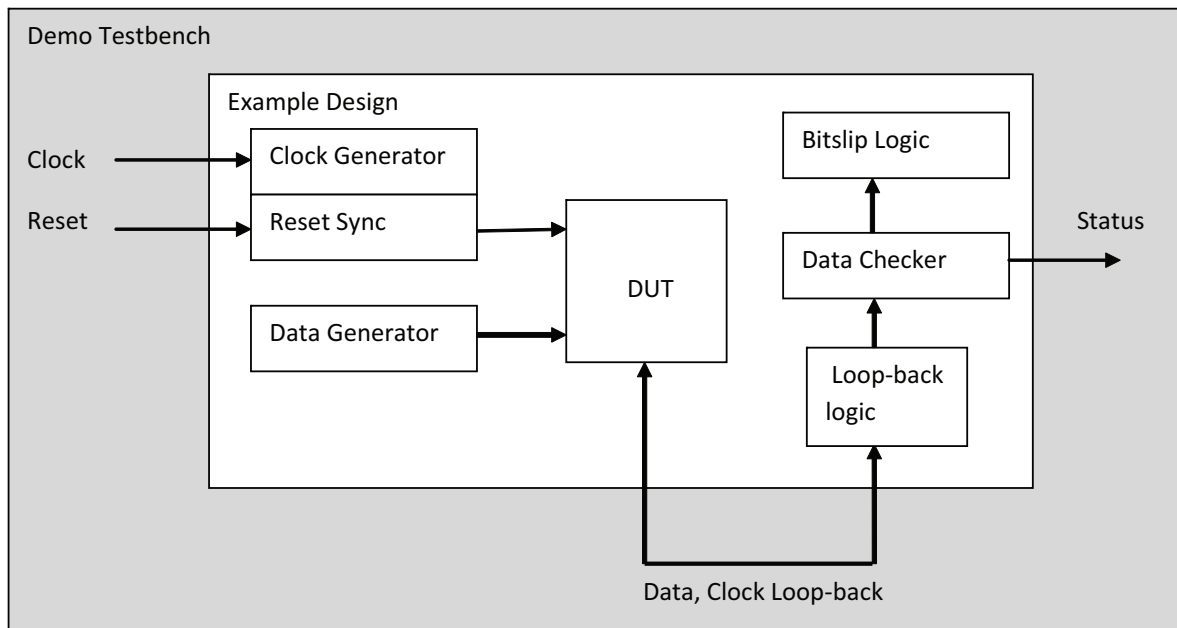 Demo Testbench
Example Design
Clock
Clock Generator
Reset
Reset Sync
Data Generator
DUT
Bitslip Logic
Data Checker
Status
Loop-back
logic
Data, Clock Loop-back